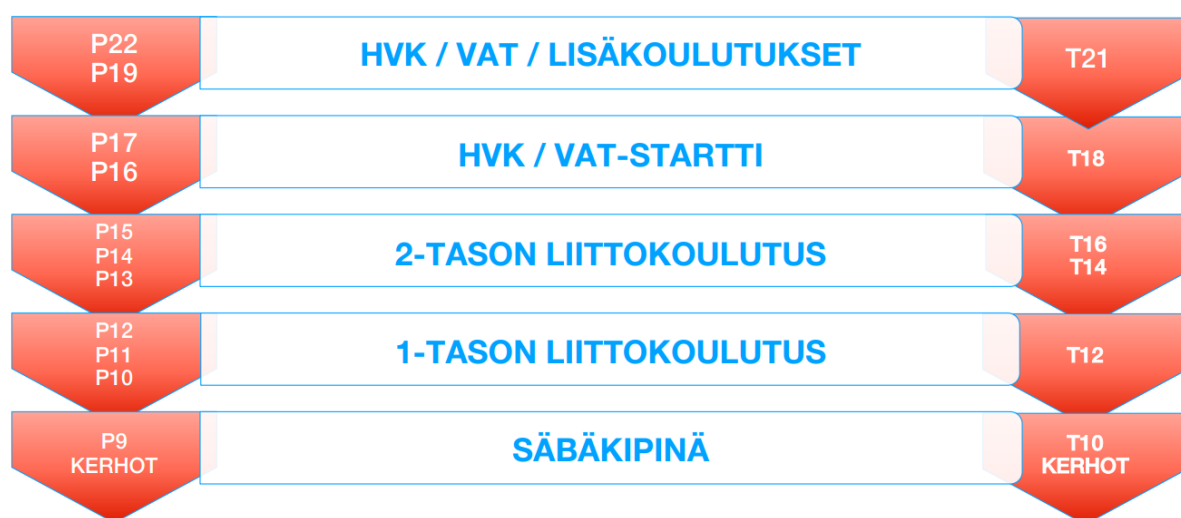 P22
P19
HVK / VAT / LISÄKOULUTUKSET
T21
P17
P16
HVK / VAT-STARTTI
T18
P15
P14
P13
2-TASON LIITTOKOULUTUS
T16
T14
P12
P11
P10
1-TASON LIITTOKOULUTUS
T12
P9
KERHOT
SÄBÄKIPINÄ
T10
KERHOT